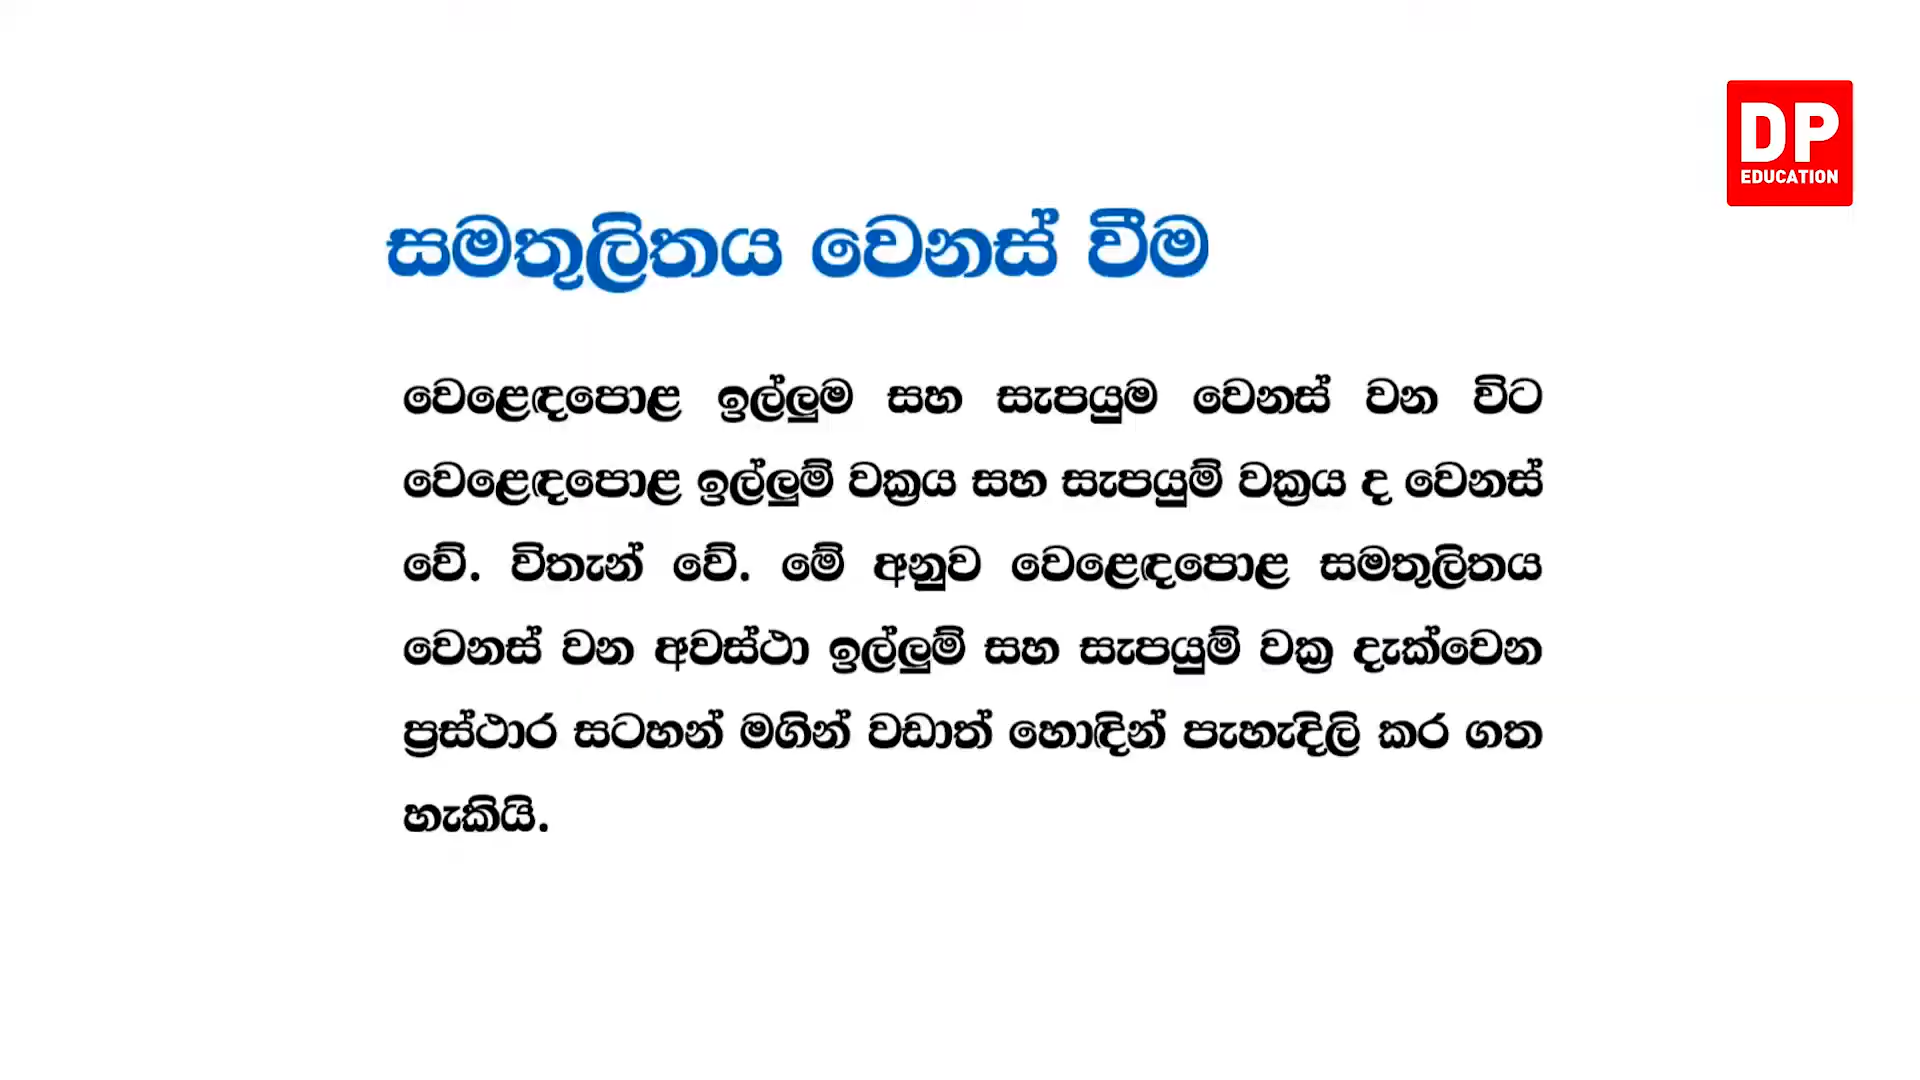 DP
EDUCATION
සමතුලිතය වෙනස් වීම
වෙළෙඳපොළ ඉල්ලුම සහ සැපයුම වෙනස් වන විට
වෙළෙඳපොළ ඉල්ලුම් වක්‍රය සහ සැපයුම් වක්‍රය ද වෙනස්
වේ. විතැන් වේ. මේ අනුව වෙළෙඳපොළ සමතුලිතය
වෙනස් වන අවස්ථා ඉල්ලුම් සහ සැපයුම් වක්‍ර දැක්වෙන
ප්‍රස්ථාර සටහන් මගින් වඩාත් හොඳින් පැහැදිලි කර ගත
හැකියි.